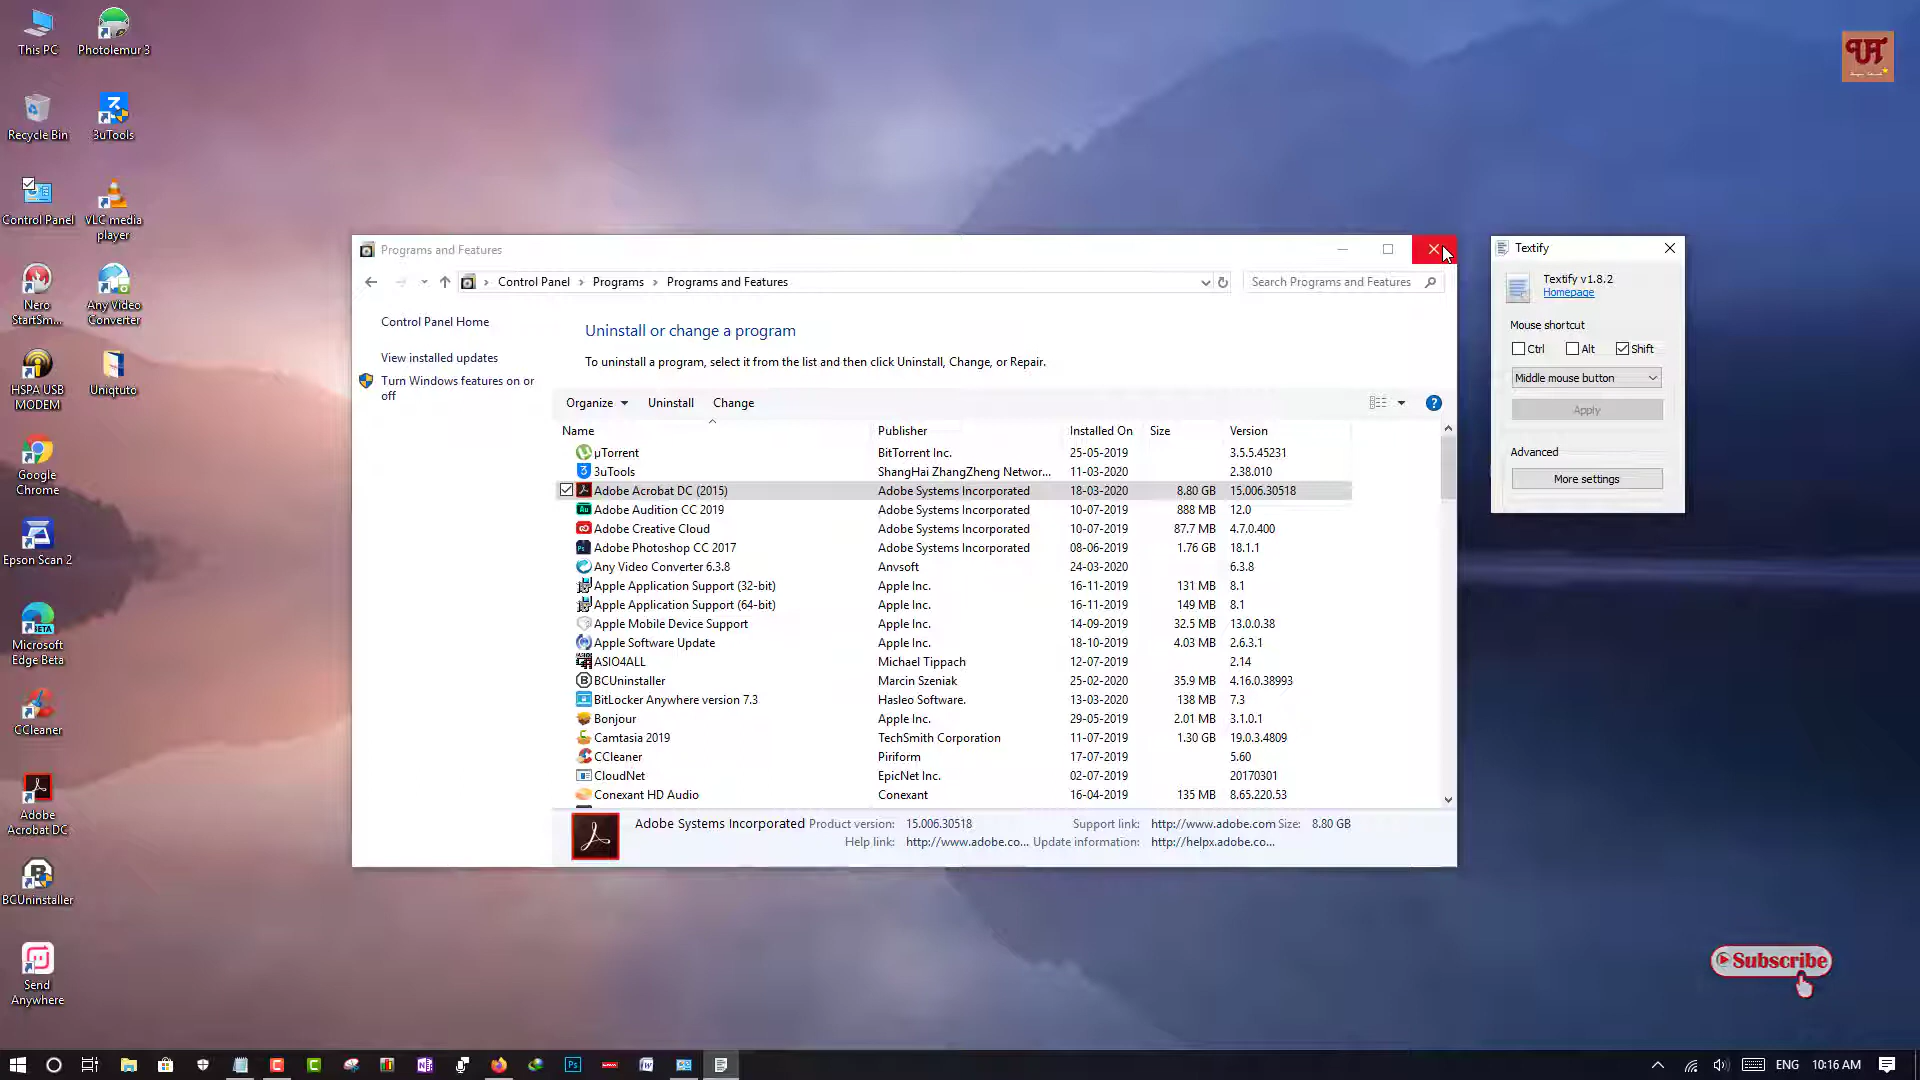 This PC
Photolemur 3
Recycle Bin
3uTools
Control Panel
VLC media
player
Nero
StartSm...
Any Video
Converter
HSPA USB
MODEM
Uniqtuto
Google
Chrome
Epson Scan 2
BETA
Microsoft
Edge Beta
CCleaner
Adobe
Acrobat DC
BCUninstaller
Send
Anywhere
UT
Programs and Features
Control Panel > Programs > Programs and Features
Search Programs and Features
Control Panel Home
View installed updates
Turn Windows features on or
off
Uninstall or change a program
To uninstall a program, select it from the list and then click Uninstall, Change, or Repair.
Organize Uninstall Change
Name Publisher Installed On Size Version
µTorrent BitTorrent Inc. 25-05-2019 3.5.5.45231
3uTools ShangHai ZhangZheng Networ... 11-03-2020 2.38.010
Adobe Acrobat DC (2015) Adobe Systems Incorporated 18-03-2020 8.80 GB 15.006.30518
Adobe Audition CC 2019 Adobe Systems Incorporated 10-07-2019 888 MB 12.0
Adobe Creative Cloud Adobe Systems Incorporated 10-07-2019 87.7 MB 4.7.0.400
Adobe Photoshop CC 2017 Adobe Systems Incorporated 08-06-2019 1.76 GB 18.1.1
Any Video Converter 6.3.8 Anvsoft 24-03-2020 6.3.8
Apple Application Support (32-bit) Apple Inc. 16-11-2019 131 MB 8.1
Apple Application Support (64-bit) Apple Inc. 16-11-2019 149 MB 8.1
Apple Mobile Device Support Apple Inc. 14-09-2019 32.5 MB 13.0.0.38
Apple Software Update Apple Inc. 18-10-2019 4.03 MB 2.6.3.1
ASIO4ALL Michael Tippach 12-07-2019 2.14
BCUninstaller Marcin Szeniak 25-02-2020 35.9 MB 4.16.0.38993
BitLocker Anywhere version 7.3 Hasleo Software. 13-03-2020 138 MB 7.3
Bonjour Apple Inc. 29-05-2019 2.01 MB 3.1.0.1
Camtasia 2019 TechSmith Corporation 11-07-2019 1.30 GB 19.0.3.4809
CCleaner Piriform 17-07-2019 5.60
CloudNet EpicNet Inc. 02-07-2019 20170301
Conexant HD Audio Conexant 16-04-2019 135 MB 8.65.220.53
Adobe Systems Incorporated Product version: 15.006.30518 Support link: http://www.adobe.com Size: 8.80 GB
Help link: http://www.adobe.co... Update information: http://helpx.adobe.co...
Textify
Textify v1.8.2
Homepage
Mouse shortcut
Ctrl Alt Shift
Middle mouse button
Apply
Advanced
More settings
Subscribe
ENG 10:16 AM